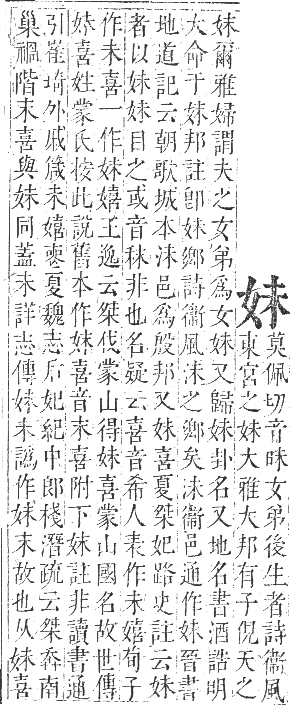 妹
莫佩切音昧女弟後生者詩衛風
東宮之妹大雅大邦有子俔天之
妹爾雅婦謂夫之女弟爲女妹又歸妹卦名又地名書酒誥明
大命于妹邦註卽妹鄉詩衛風沬之鄉矣沬衛邑通作妹晉書
地道記云朝歌城本沬邑爲殷邦又妹喜夏桀妃路史註云妹
者以妹妹目之或音秣非也名疑云喜音希人表作末嬉荀子
作末喜一作妹嬉王逸云桀伐蒙山得妹喜蒙山國名故世傳
妹喜姓蒙氏按此說舊本作妹喜音末喜附下妹註非讀書通
引崔琦外戚箴末嬉喪夏魏志后妃紀中郎棧潛疏云桀奔南
巢禍階末喜與妹同蓋未詳志傳妹末譌作妹末故也从妹喜